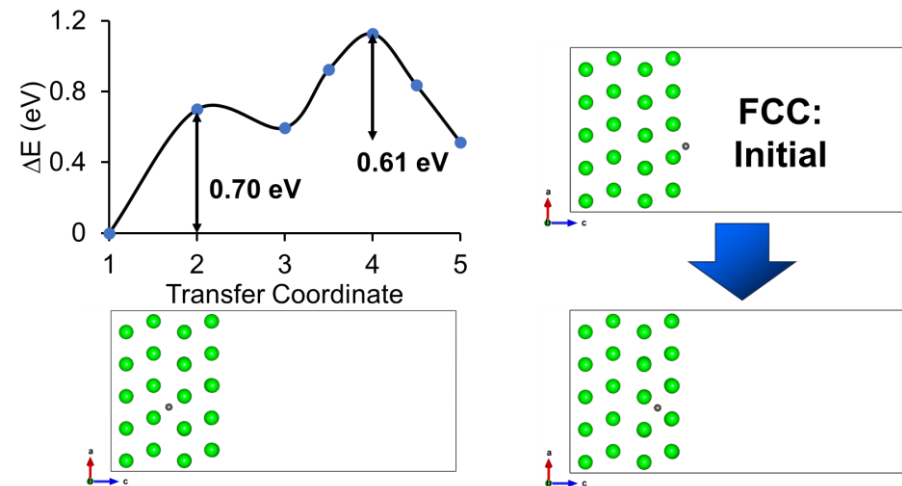 1.2
0.8
0.4
0
ΔE (eV)
0.70 eV
0.61 eV
1 2 3 4 5
Transfer Coordinate
FCC:
Initial
a
c
a
c
a
c